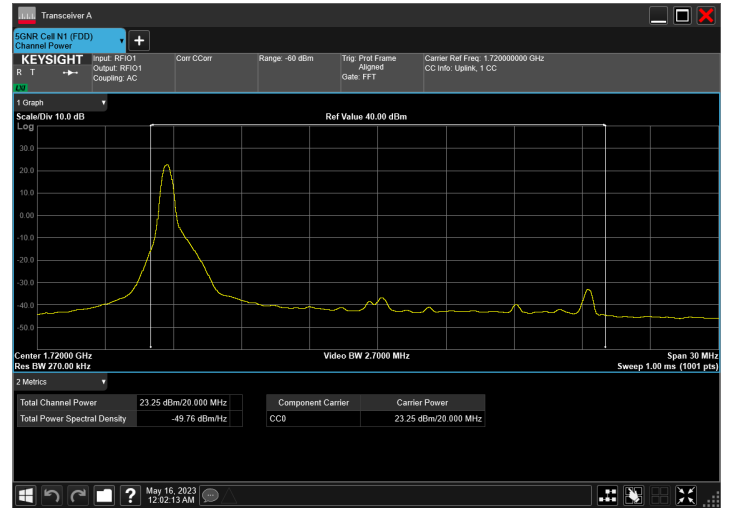 Transceiver A
5GNR Cell N1 (FDD)
Channel Power
KEYSIGHT
R T
LXI
Input: RFIO1
Output: RFIO1
Coupling: AC
Corr CCorr
Range: -60 dBm
Trig: Prot Frame
Aligned
Gate: FFT
Carrier Ref Freq: 1.720000000 GHz
CC Info: Uplink, 1 CC
1 Graph
Scale/Div 10.0 dB
Ref Value 40.00 dBm
Log
30.0
20.0
10.0
0.00
-10.0
-20.0
-30.0
-40.0
-50.0
Center 1.72000 GHz
Video BW 2.7000 MHz
Span 30 MHz
Res BW 270.00 kHz
Sweep 1.00 ms (1001 pts)
2 Metrics
Total Channel Power 23.25 dBm/20.000 MHz
Total Power Spectral Density -49.76 dBm/Hz
Component Carrier Carrier Power
CC0 23.25 dBm/20.000 MHz
?
May 16, 2023
12:02:13 AM